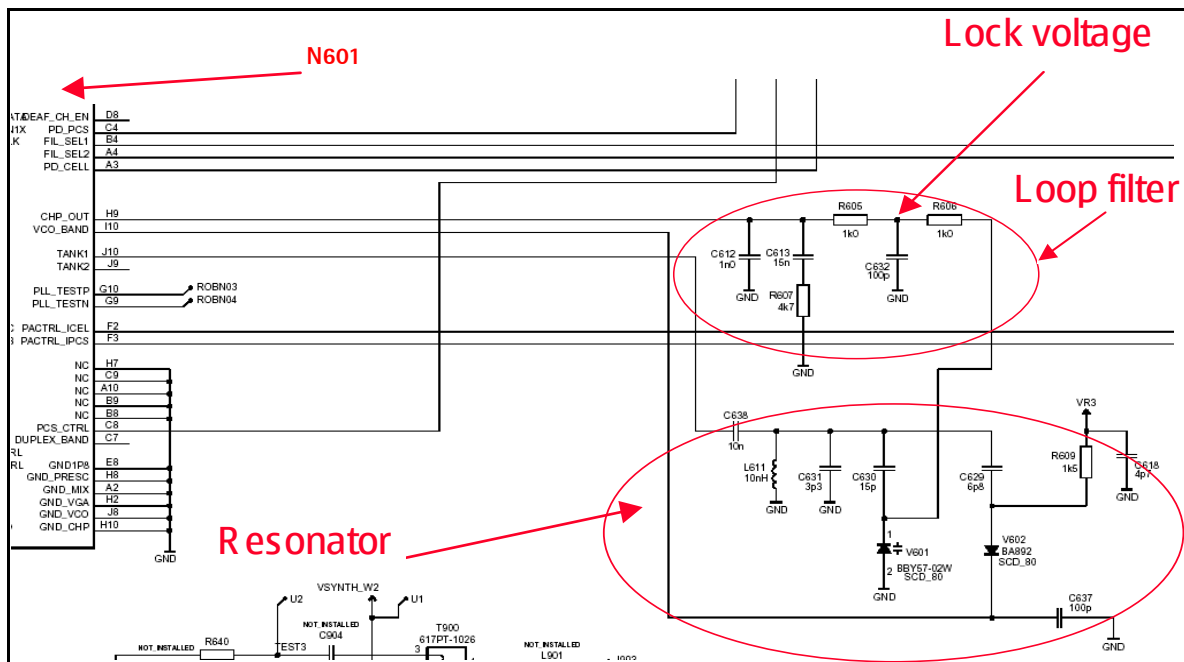 Lock voltage
N601
Loop filter
Resonator
DEAF_CH_EN D8
PD_PCS C4
FIL_SEL1 B4
FIL_SEL2 A4
PD_CELL A3
CHP_OUT H9
VCO_BAND I10
TANK1 J10
TANK2 J9
PLL_TESTP G10 ROBN03
PLL_TESTN G9 ROBN04
PACTRL_ICEL F2
PACTRL_IPCS F3
NC H7
NC C9
NC A10
NC B9
NC B8
PCS_CTRL C8
DUPLEX_BAND C7
GND1P8 E8
GND_PRESC H8
GND_MIX A2
GND_VGA H2
GND_VCO J8
GND_CHP H10
GND
R605
1k0
R606
1k0
C612
1n0
GND
C613
15n
R607
4k7
GND
C632
100p
GND
C638
10n
L611
10nH
GND
C631
3p3
GND
C630
15p
C629
6p8
VR3
R609
1k5
C618
4p7
GND
1
V601
2
BBY57-02W
SCD_80
GND
V602
BA892
SCD_80
C637
100p
GND
VSYNTH_W2
U2
U1
NOT_INSTALLED
R640
TEST3
NOT_INSTALLED
C904
T900
617PT-1026
3
NOT_INSTALLED
L901